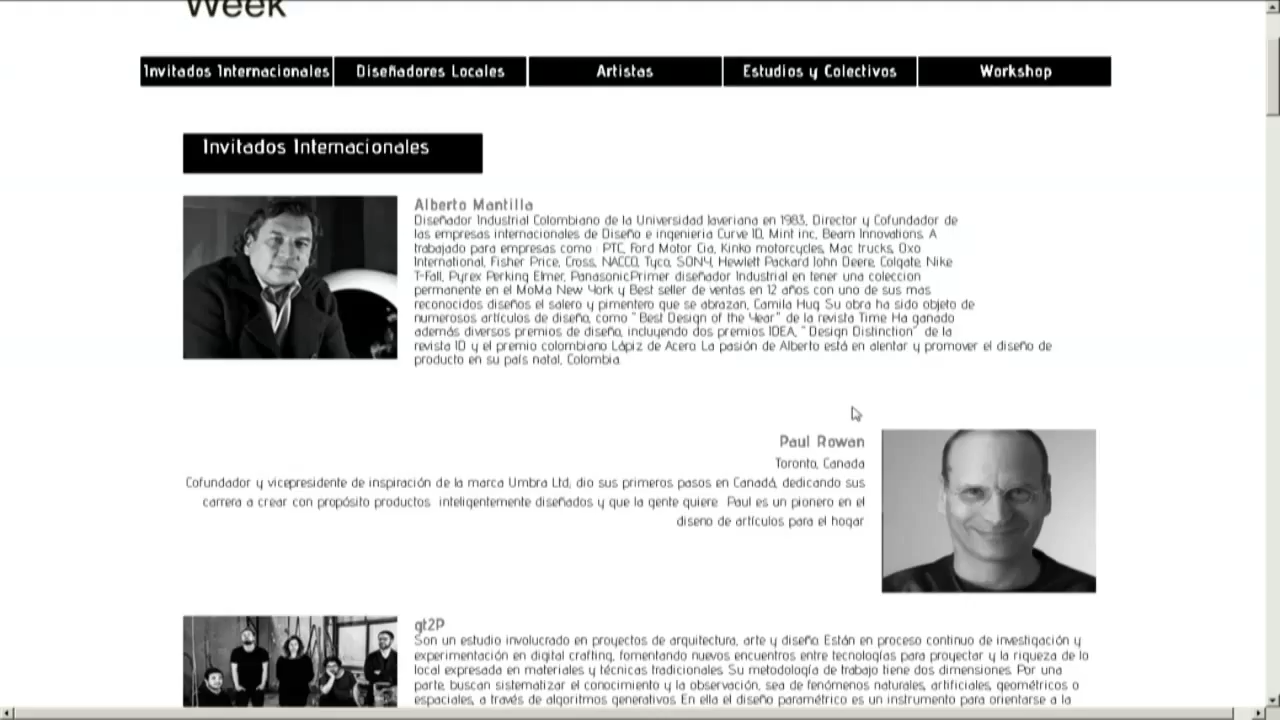 Week
Invitados Internacionales
Diseñadores Locales
Artistas
Estudios y Colectivos
Workshop
Invitados Internacionales
Alberto Mantilla
Diseñador Industrial Colombiano de la Universidad Javeriana en 1983, Director y Cofundador de
las empresas internacionales de Diseño e ingenieria Curve ID, Mint inc, Beam Innovations. A
trabajado para empresas como : PTC, Ford Motor Cia, Kinko motorcycles, Mac trucks, Oxo
International, Fisher Price, Cross, NACCO, Tyco, SONY, Hewlett Packard John Deere, Colgate, Nike
T-Fall, Pyrex Perking Elmer, Panasonic.Primer diseñador Industrial en tener una coleccion
permanente en el MoMa New York y Best seller de ventas en 12 años con uno de sus mas
reconocidos diseños el salero y pimentero que se abrazan, Camila Hug. Su obra ha sido objeto de
numerosos artículos de diseño, como "Best Design of the Year" de la revista Time. Ha ganado
además diversos premios de diseño, incluyendo dos premios IDEA, "Design Distinction" de la
revista ID y el premio colombiano Lápiz de Acero. La pasión de Alberto está en alentar y promover el diseño de
producto en su país natal, Colombia.
Paul Rowan
Toronto, Canada
Cofundador y vicepresidente de inspiración de la marca Umbra Ltd, dio sus primeros pasos en Canadá, dedicando sus
carrera a crear con propósito productos inteligentemente diseñados y que la gente quiere. Paul es un pionero en el
diseno de artículos para el hogar
gt2P
Son un estudio involucrado en proyectos de arquitectura, arte y diseño. Están en proceso continuo de investigación y
experimentación en digital crafting, fomentando nuevos encuentros entre tecnologías para proyectar y la riqueza de lo
local expresada en materiales y técnicas tradicionales. Su metodología de trabajo tiene dos dimensiones. Por una
parte, buscan sistematizar el conocimiento y la observación, sea de fenómenos naturales, artificiales, geométricos o
espaciales, a través de algoritmos generativos. En ella el diseño paramétrico es un instrumento para orientarse a la